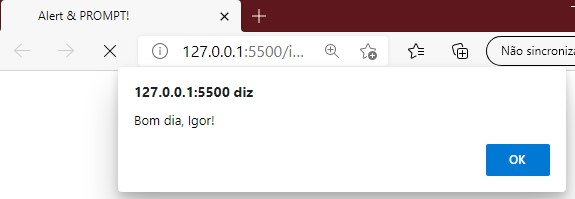 Alert & PROMPT!
127.0.0.1:5500/i...
Não sincroniza
127.0.0.1:5500 diz
Bom dia, Igor!
OK